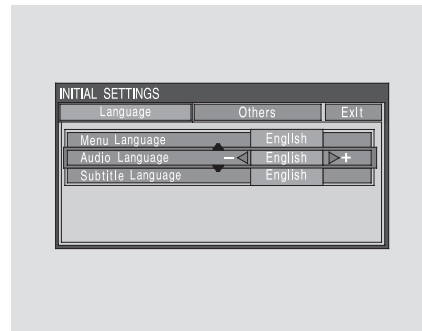 INITIAL SETTINGS
Language Others Exit
Menu Language English
Audio Language – English +
Subtitle Language English